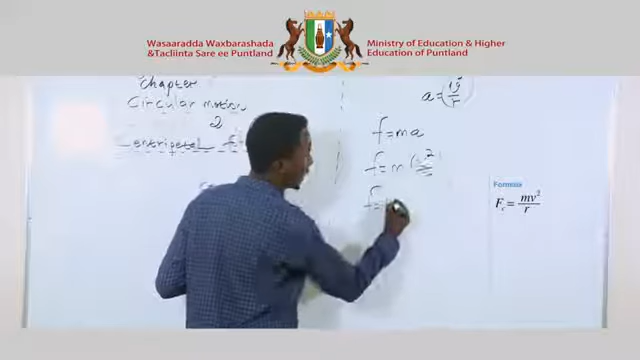 Wasaaradda Waxbarashada
&Tacliinta Sare ee Puntland
Ministry of Education & Higher
Education of Puntland
Chapter
Circular motion
2
Centripetal f
f=ma
f=m
f=
Formula
F_c = mv²/r